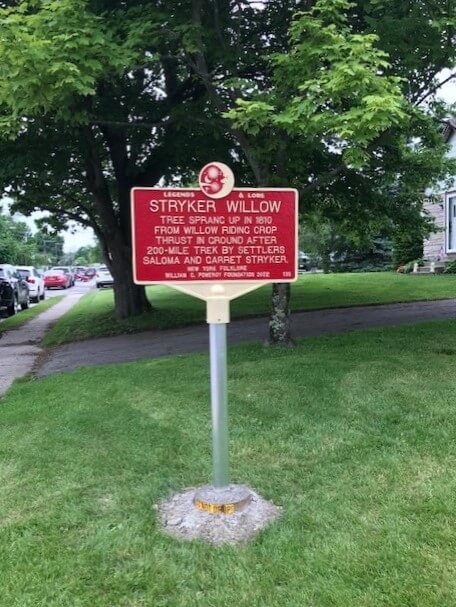 LEGENDS & LORE
STRYKER WILLOW
TREE SPRANG UP IN 1810
FROM WILLOW RIDING CROP
THRUST IN GROUND AFTER
200-MILE TREK BY SETTLERS
SALOMA AND GARRET STRYKER.
NEW YORK FOLKLORE
WILLIAM G. POMEROY FOUNDATION 2022 135